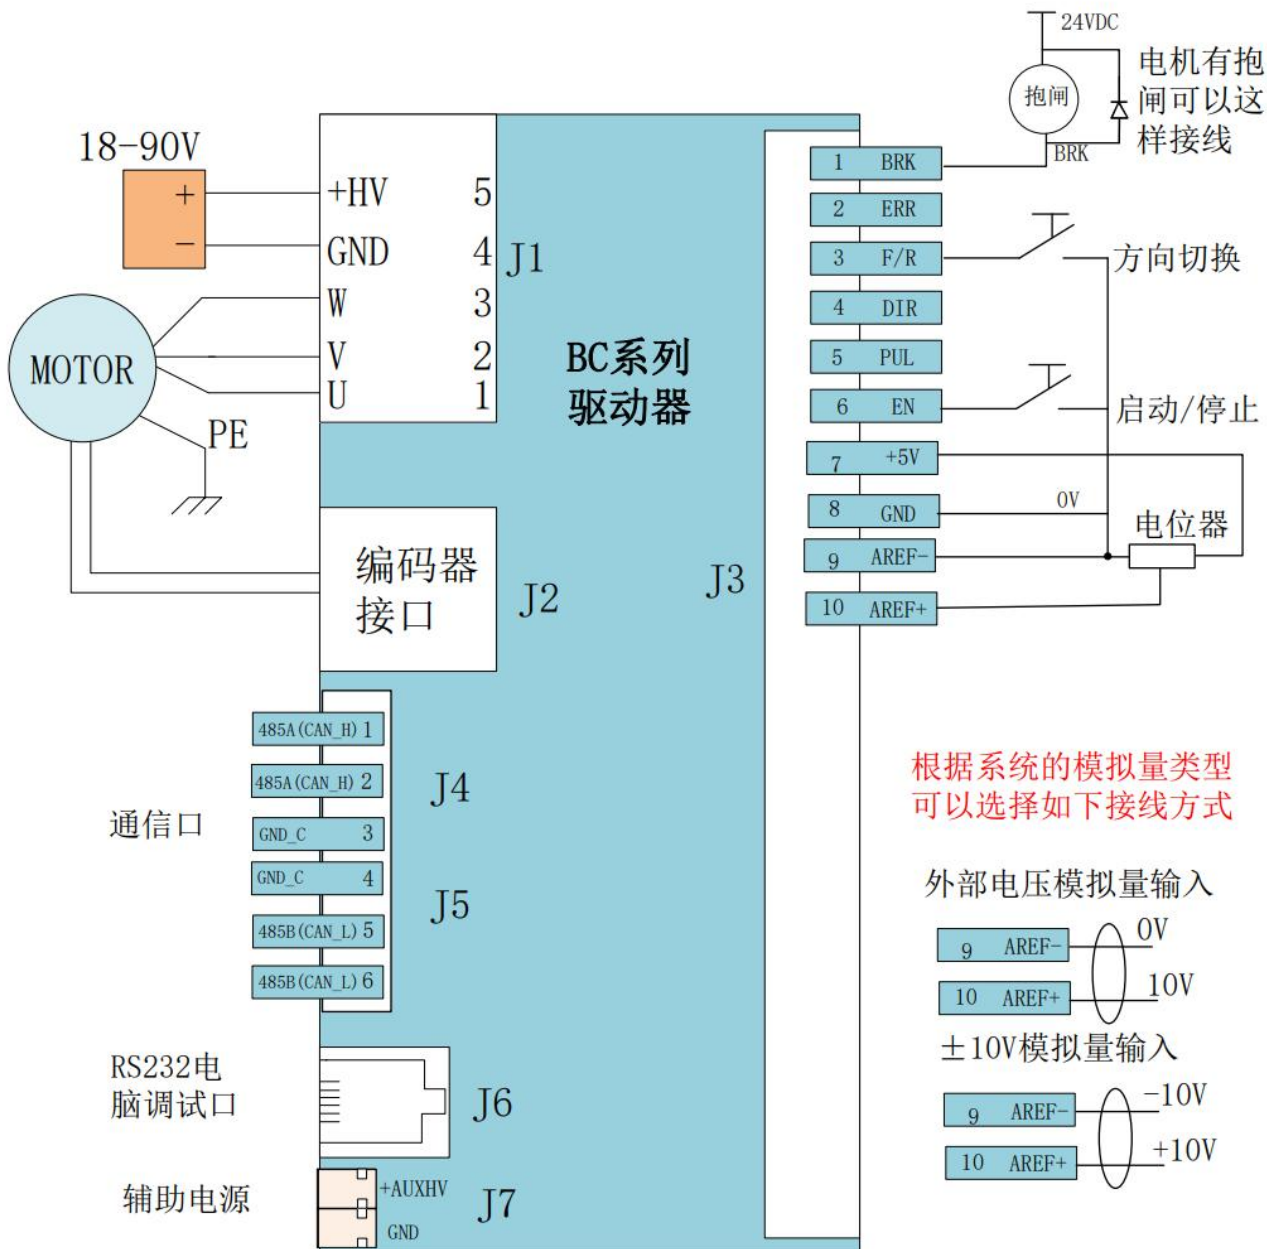 24VDC
抱闸
电机有抱
闸可以这
样接线
BRK
18-90V
+
-
+HV 5
GND 4
W 3
V 2
U 1
J1
MOTOR
PE
BC系列
驱动器
1 BRK
2 ERR
3 F/R
方向切换
4 DIR
5 PUL
6 EN
启动/停止
7 +5V
8 GND
0V
电位器
9 AREF-
10 AREF+
J3
编码器
接口
J2
通信口
485A(CAN_H) 1
485A(CAN_H) 2
GND_C 3
GND_C 4
485B(CAN_L) 5
485B(CAN_L) 6
J4
J5
根据系统的模拟量类型
可以选择如下接线方式
外部电压模拟量输入
9 AREF- 0V
10 AREF+ 10V
±10V模拟量输入
9 AREF- -10V
10 AREF+ +10V
RS232电
脑调试口
J6
辅助电源
+AUXHV
GND
J7